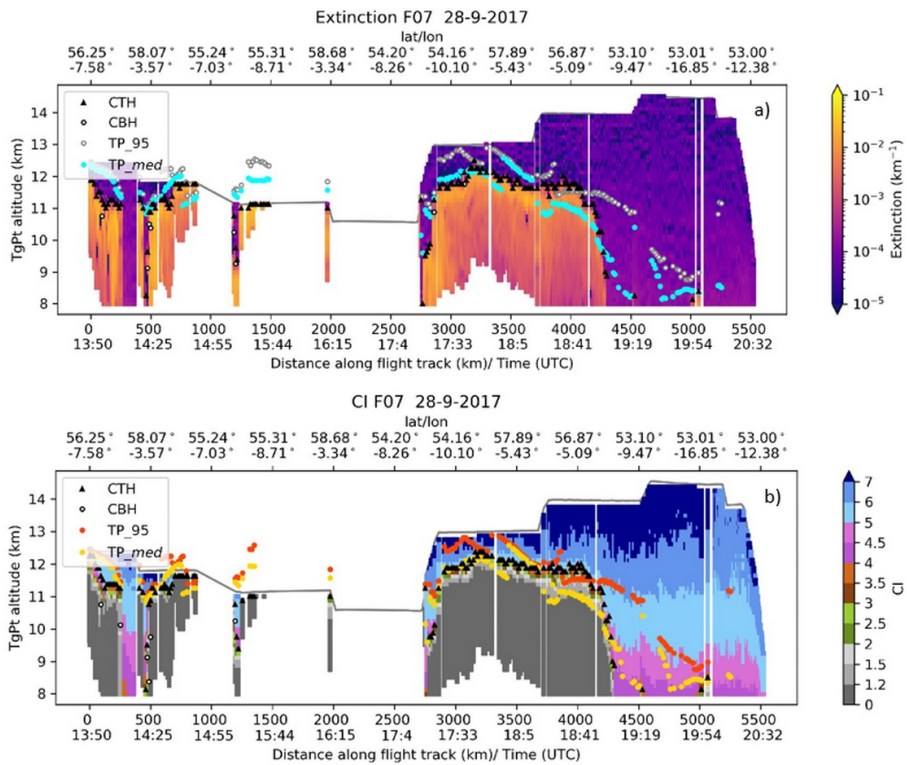 Extinction F07 28-9-2017
lat/lon
56.25° 58.07° 55.24° 55.31° 58.68° 54.20° 54.16° 57.89° 56.87° 53.10° 53.01° 53.00°
-7.58° -3.57° -7.03° -8.71° -3.34° -8.26° -10.10° -5.43° -5.09° -9.47° -16.85° -12.38°
CTH
CBH
TP_95
TP_med
a)
14
13
12
11
10
9
8
TgPt altitude (km)
0 500 1000 1500 2000 2500 3000 3500 4000 4500 5000 5500
13:50 14:25 14:55 15:44 16:15 17:4 17:33 18:5 18:41 19:19 19:54 20:32
Distance along flight track (km)/ Time (UTC)
10⁻¹
10⁻²
10⁻³
10⁻⁴
10⁻⁵
Extinction (km⁻¹)
CI F07 28-9-2017
lat/lon
56.25° 58.07° 55.24° 55.31° 58.68° 54.20° 54.16° 57.89° 56.87° 53.10° 53.01° 53.00°
-7.58° -3.57° -7.03° -8.71° -3.34° -8.26° -10.10° -5.43° -5.09° -9.47° -16.85° -12.38°
CTH
CBH
TP_95
TP_med
b)
14
13
12
11
10
9
8
TgPt altitude (km)
0 500 1000 1500 2000 2500 3000 3500 4000 4500 5000 5500
13:50 14:25 14:55 15:44 16:15 17:4 17:33 18:5 18:41 19:19 19:54 20:32
Distance along flight track (km)/ Time (UTC)
7
6
5
4.5
4
3.5
3
2
1.5
1.2
0
CI